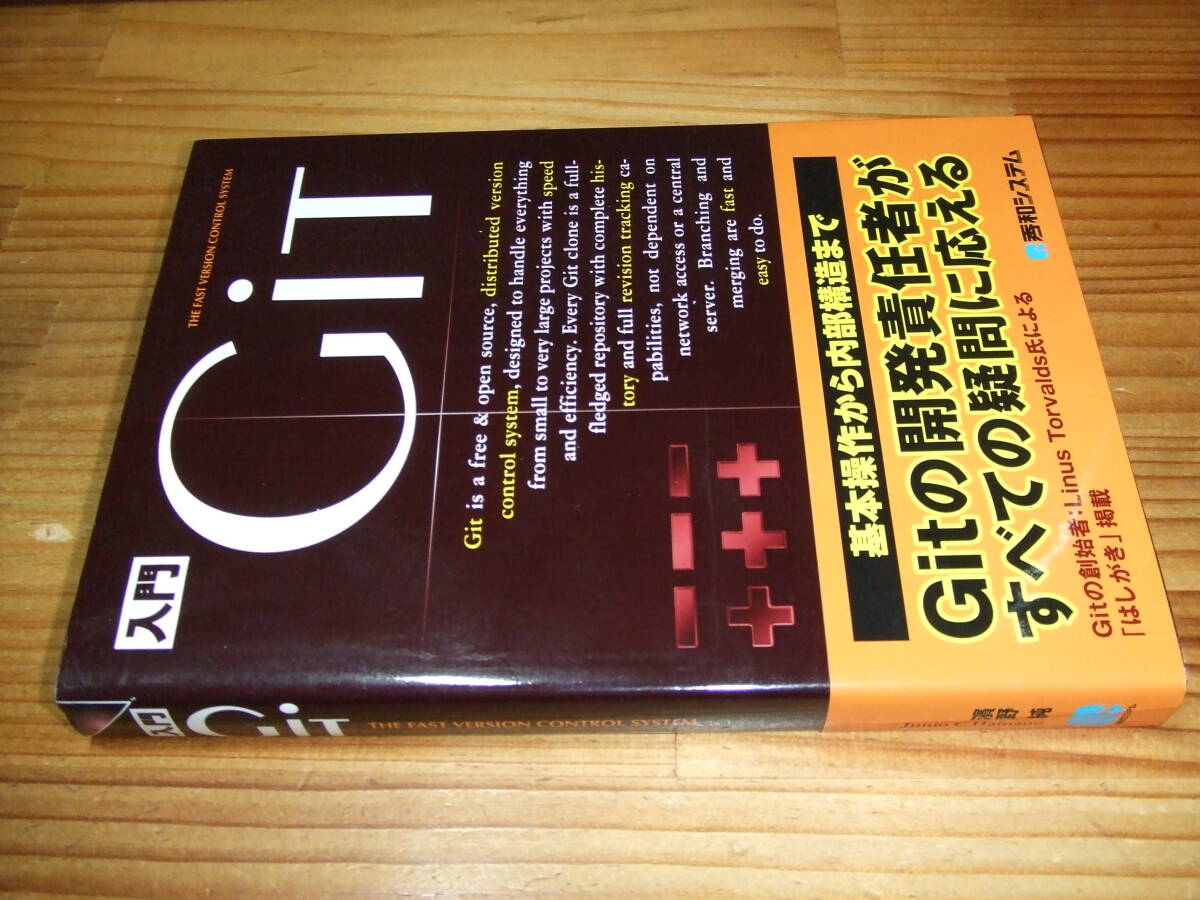 THE FAST VERSION CONTROL SYSTEM
入門
GiT
Git is a free & open source, distributed version
control system, designed to handle everything
from small to very large projects with speed
and efficiency. Every Git clone is a full-
fledged repository with complete his-
tory and full revision tracking ca-
pabilities, not dependent on
network access or a central
server. Branching and
merging are fast and
easy to do.
基本操作から内部構造まで
Gitの開発責任者が
すべての疑問に応える
Gitの創始者:Linus Torvalds氏による
「はしがき」掲載
秀和システム
入門
GiT
THE FAST VERSION CONTROL SYSTEM
濱野 純
Junio C Hamano